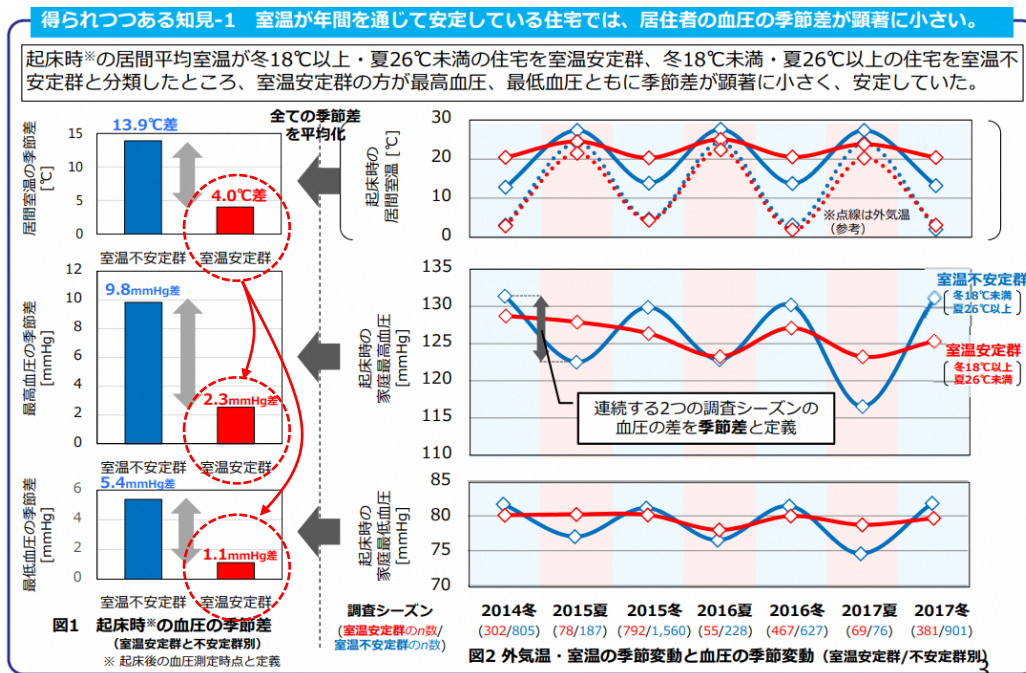 得られつつある知見-1　室温が年間を通じて安定している住宅では、居住者の血圧の季節差が顕著に小さい。
起床時※の居間平均室温が冬18℃以上・夏26℃未満の住宅を室温安定群、冬18℃未満・夏26℃以上の住宅を室温不
安定群と分類したところ、室温安定群の方が最高血圧、最低血圧ともに季節差が顕著に小さく、安定していた。
全ての季節差
を平均化
居間室温の季節差
[℃]
15
10
5
0
13.9℃差
4.0℃差
室温不安定群 室温安定群
最高血圧の季節差
[mmHg]
12
10
8
6
4
2
0
9.8mmHg差
2.3mmHg差
室温不安定群 室温安定群
最低血圧の季節差
[mmHg]
6
4
2
0
5.4mmHg差
1.1mmHg差
室温不安定群 室温安定群
図1　起床時※の血圧の季節差
(室温安定群と不安定群別)
※ 起床後の血圧測定時点と定義
起床時の
居間室温 [℃]
30
20
10
0
※点線は外気温
(参考)
起床時の
家庭最高血圧
[mmHg]
135
130
125
120
115
110
室温不安定群
冬18℃未満
夏26℃以上
室温安定群
冬18℃以上
夏26℃未満
連続する2つの調査シーズンの
血圧の差を季節差と定義
起床時の
家庭最低血圧
[mmHg]
85
80
75
70
調査シーズン
(室温安定群のn数/
室温不安定群のn数)
2014冬 2015夏 2015冬 2016夏 2016冬 2017夏 2017冬
(302/805) (78/187) (792/1,560) (55/228) (467/627) (69/76) (381/901)
図2 外気温・室温の季節変動と血圧の季節変動（室温安定群/不安定群別）
3